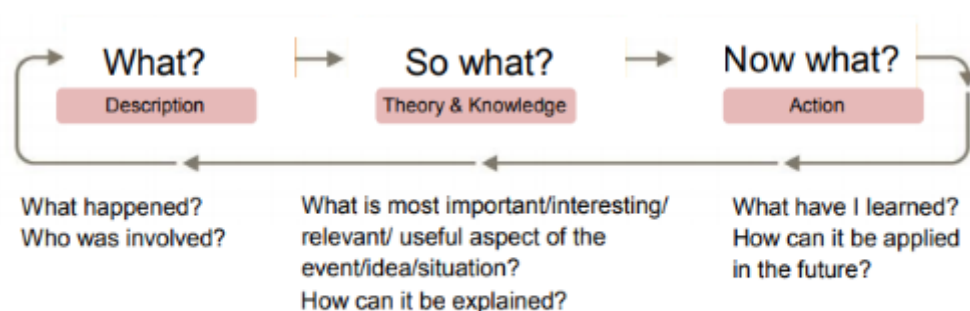 What?
So what?
Now what?
Description
Theory & Knowledge
Action
What happened?
Who was involved?
What is most important/interesting/
relevant/ useful aspect of the
event/idea/situation?
How can it be explained?
What have I learned?
How can it be applied
in the future?